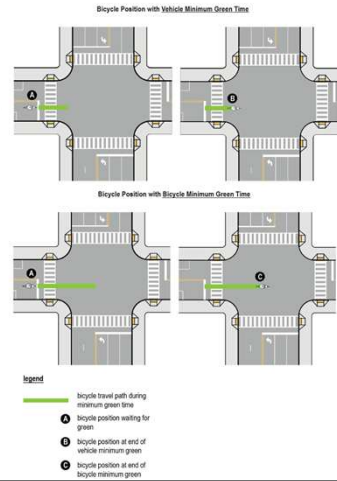 Bicycle Position with Vehicle Minimum Green Time
A
B
Bicycle Position with Bicycle Minimum Green Time
A
C
legend
bicycle travel path during
minimum green time
A bicycle position waiting for
green
B bicycle position at end of
vehicle minimum green
C bicycle position at end of
bicycle minimum green